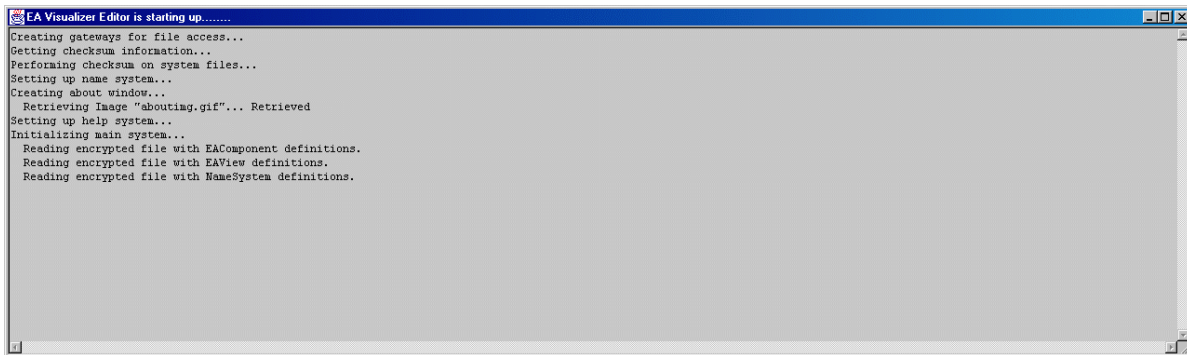 EA Visualizer Editor is starting up........
Creating gateways for file access...
Getting checksum information...
Performing checksum on system files...
Setting up name system...
Creating about window...
  Retrieving Image "aboutimg.gif"... Retrieved
Setting up help system...
Initializing main system...
  Reading encrypted file with EAComponent definitions.
  Reading encrypted file with EAView definitions.
  Reading encrypted file with NameSystem definitions.